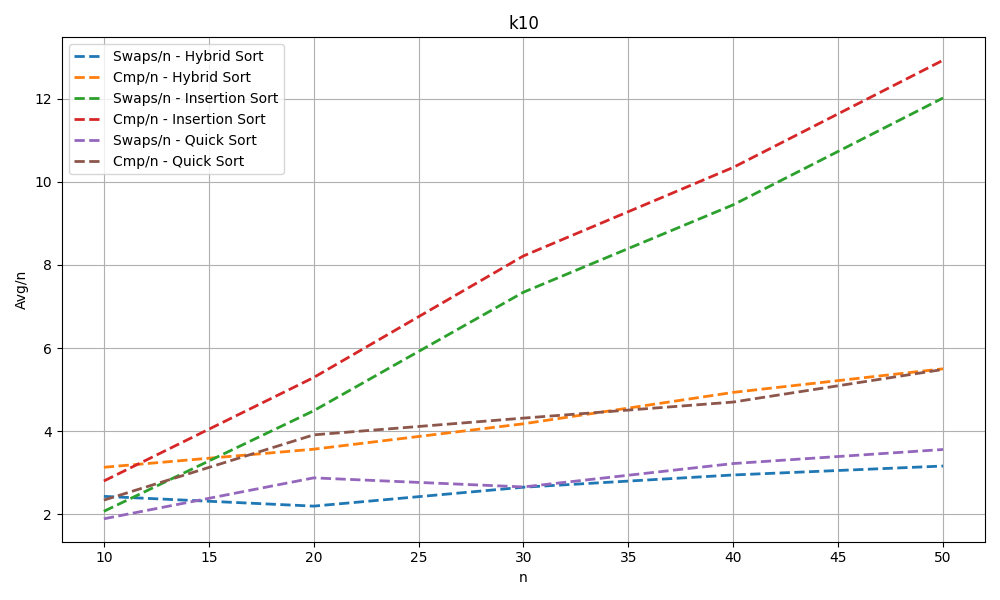 k10
Swaps/n - Hybrid Sort
Cmp/n - Hybrid Sort
Swaps/n - Insertion Sort
Cmp/n - Insertion Sort
Swaps/n - Quick Sort
Cmp/n - Quick Sort
12
10
8
6
4
2
Avg/n
10 15 20 25 30 35 40 45 50
n